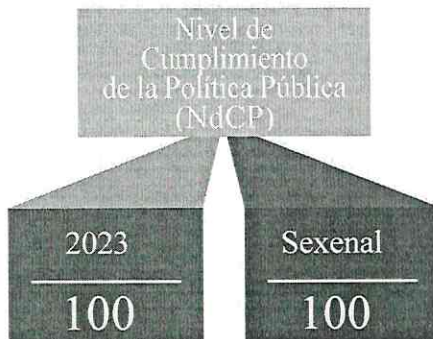 Nivel de
Cumplimiento
de la Política Pública
(NdCP)
2023
100
Sexenal
100